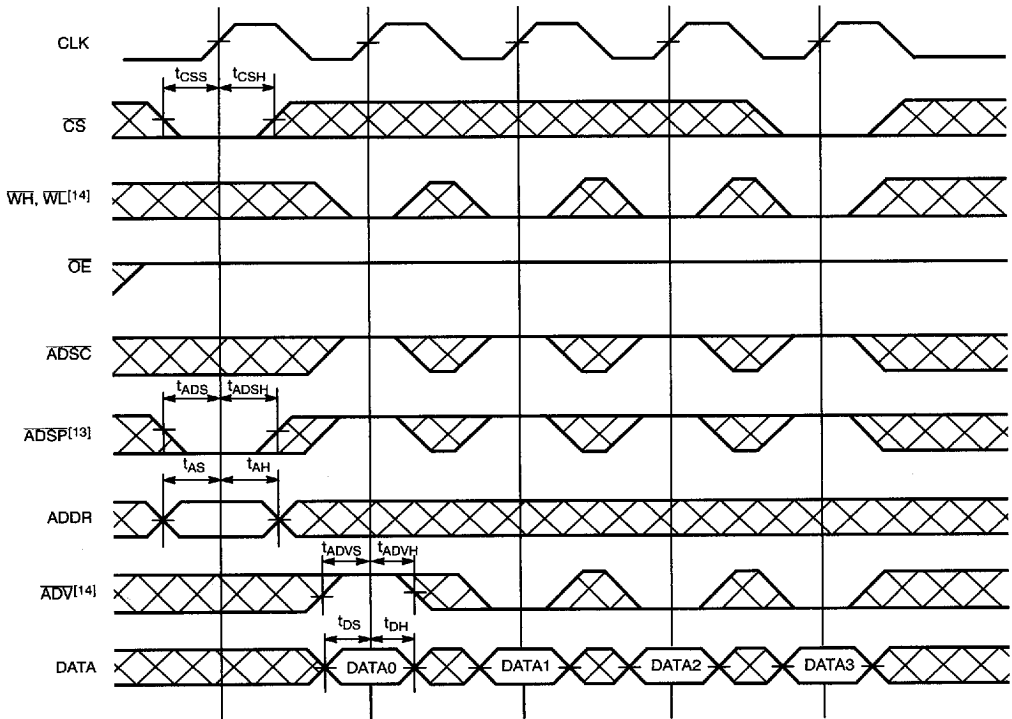 CLK
tCSS tCSH
CS
WH, WL[14]
OE
ADSC
tADS tADSH
ADSP[13]
tAS tAH
ADDR
tADVS tADVH
ADV[14]
tDS tDH
DATA DATA0 DATA1 DATA2 DATA3